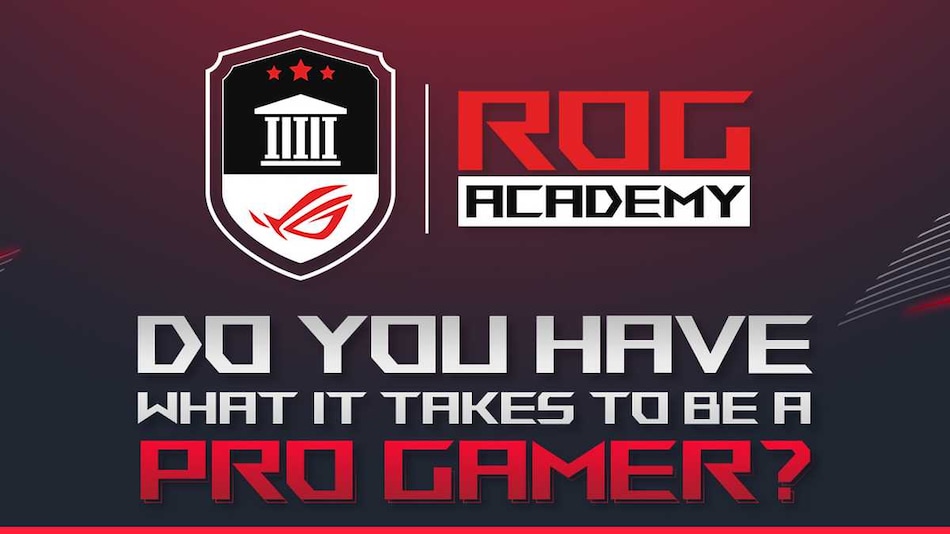 ROG
ACADEMY
DO YOU HAVE
WHAT IT TAKES TO BE A
PRO GAMER?